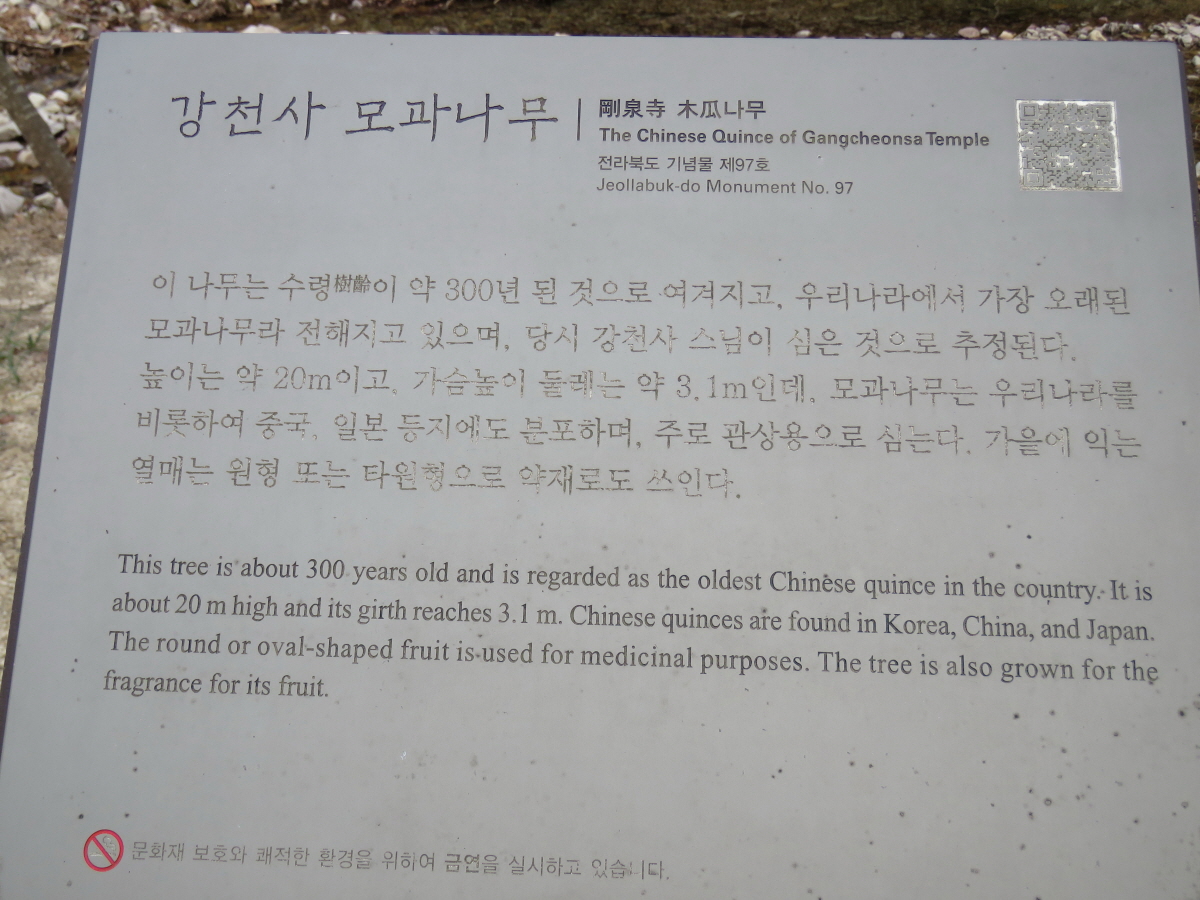 강천사 모과나무
剛泉寺 木瓜나무
The Chinese Quince of Gangcheonsa Temple
전라북도 기념물 제97호
Jeollabuk-do Monument No. 97
이 나무는 수령樹齡이 약 300년 된 것으로 여겨지고, 우리나라에서 가장 오래된
모과나무라 전해지고 있으며, 당시 강천사 스님이 심은 것으로 추정된다.
높이는 약 20m이고, 가슴높이 둘레는 약 3.1m인데, 모과나무는 우리나라를
비롯하여 중국, 일본 등지에도 분포하며, 주로 관상용으로 심는다. 가을에 익는
열매는 원형 또는 타원형으로 약재로도 쓰인다.
This tree is about 300 years old and is regarded as the oldest Chinese quince in the country. It is
about 20 m high and its girth reaches 3.1 m. Chinese quinces are found in Korea, China, and Japan.
The round or oval-shaped fruit is used for medicinal purposes. The tree is also grown for the
fragrance for its fruit.
문화재 보호와 쾌적한 환경을 위하여 금연을 실시하고 있습니다.